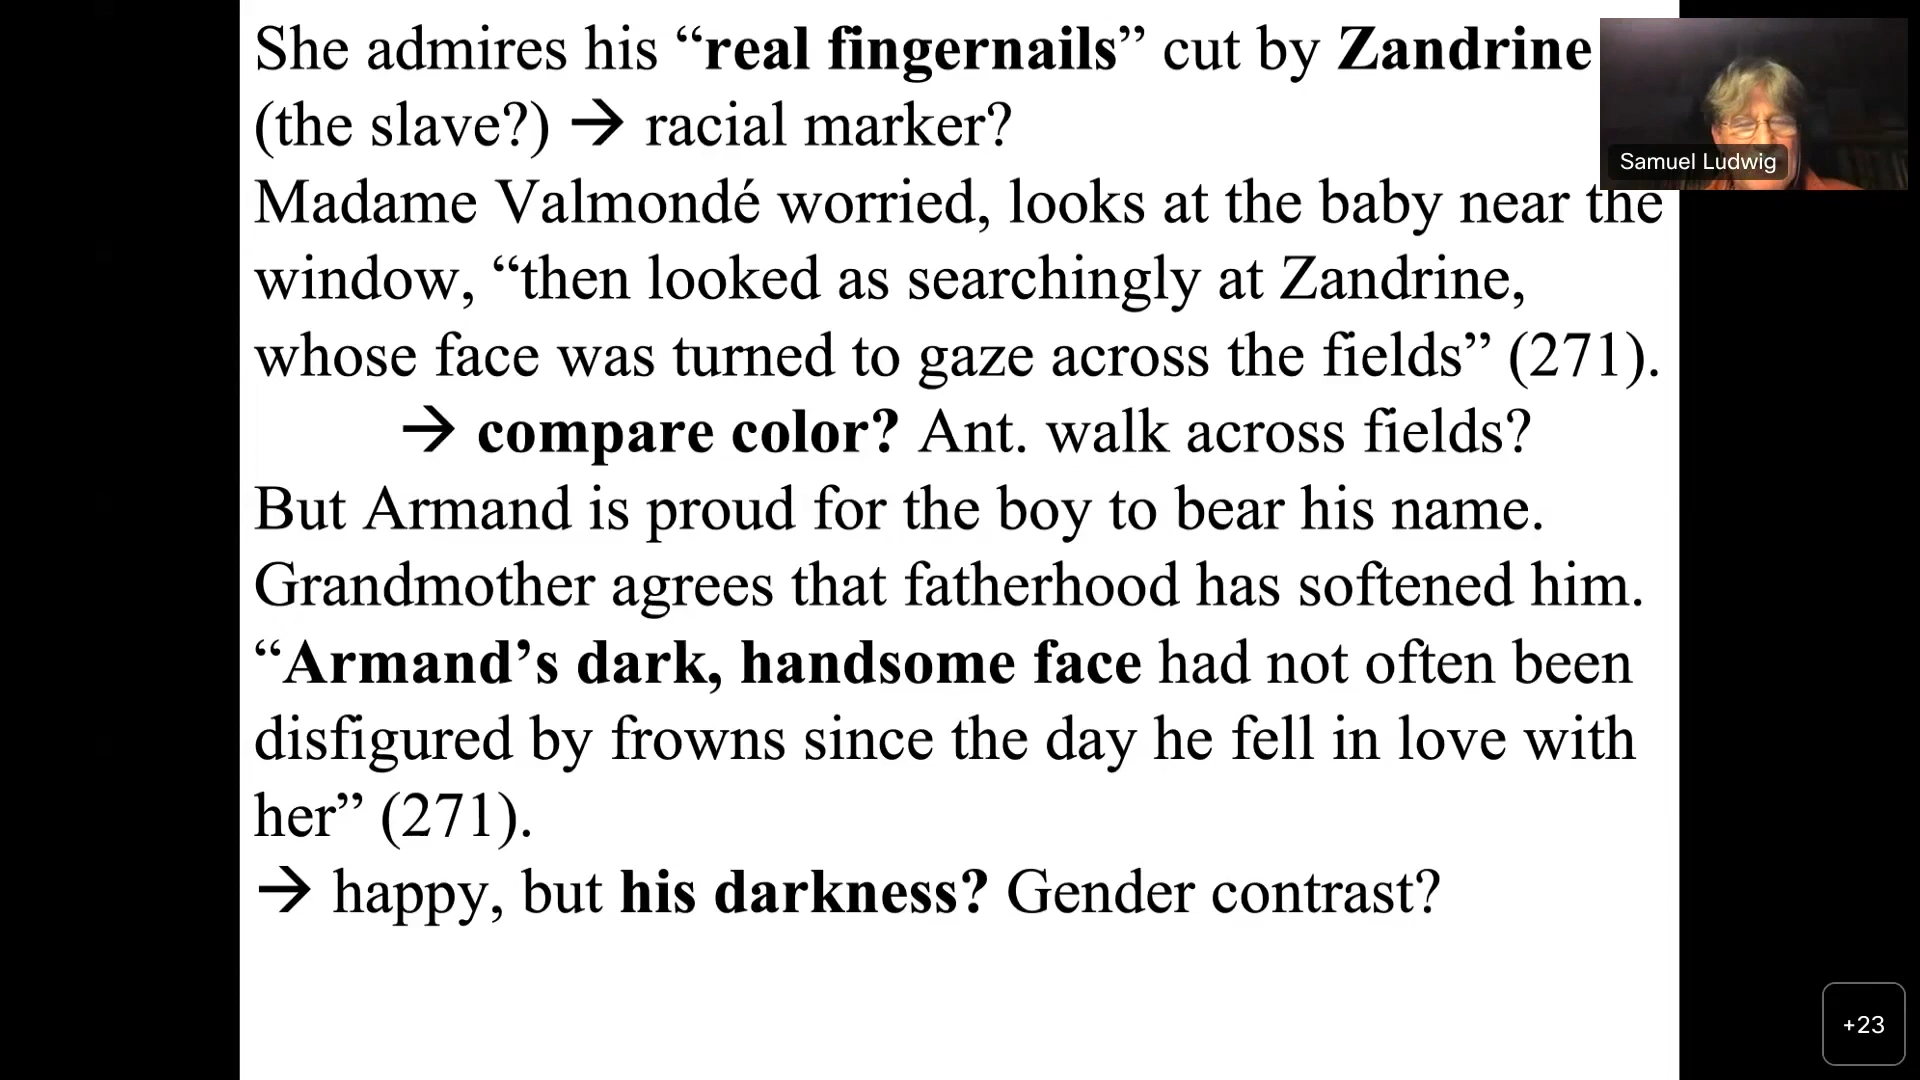 She admires his “real fingernails” cut by Zandrine
(the slave?) → racial marker?
Madame Valmondé worried, looks at the baby near the
window, “then looked as searchingly at Zandrine,
whose face was turned to gaze across the fields” (271).
→ compare color? Ant. walk across fields?
But Armand is proud for the boy to bear his name.
Grandmother agrees that fatherhood has softened him.
“Armand’s dark, handsome face had not often been
disfigured by frowns since the day he fell in love with
her” (271).
→ happy, but his darkness? Gender contrast?
Samuel Ludwig
+23